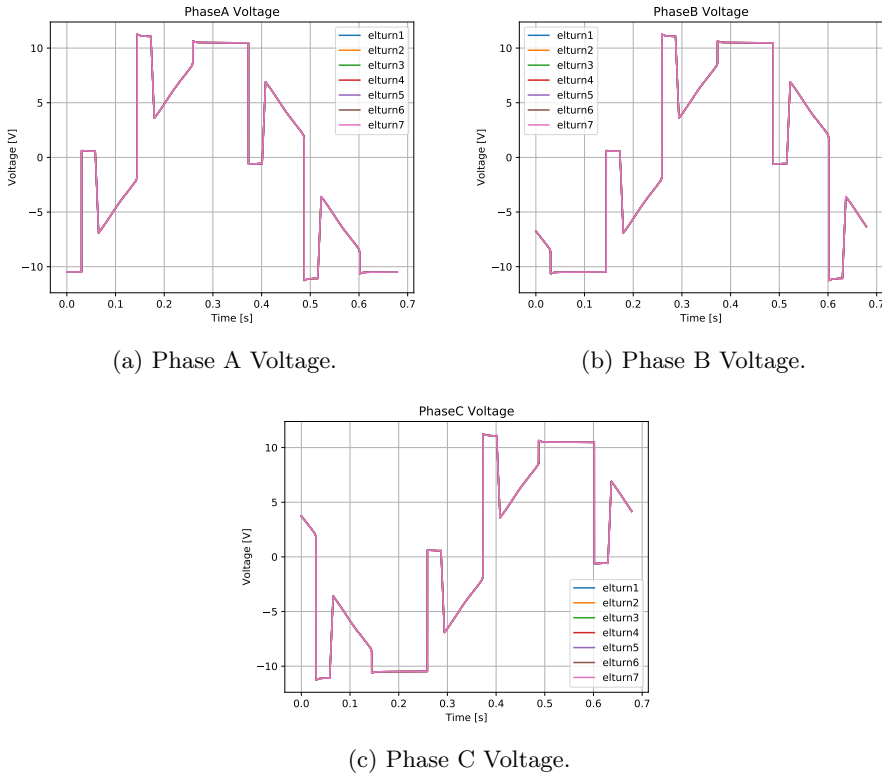 PhaseA Voltage
Voltage [V]
10
5
0
−5
−10
0.0 0.1 0.2 0.3 0.4 0.5 0.6 0.7
Time [s]
elturn1
elturn2
elturn3
elturn4
elturn5
elturn6
elturn7
(a) Phase A Voltage.
PhaseB Voltage
Voltage [V]
10
5
0
−5
−10
0.0 0.1 0.2 0.3 0.4 0.5 0.6 0.7
Time [s]
elturn1
elturn2
elturn3
elturn4
elturn5
elturn6
elturn7
(b) Phase B Voltage.
PhaseC Voltage
Voltage [V]
10
5
0
−5
−10
0.0 0.1 0.2 0.3 0.4 0.5 0.6 0.7
Time [s]
elturn1
elturn2
elturn3
elturn4
elturn5
elturn6
elturn7
(c) Phase C Voltage.